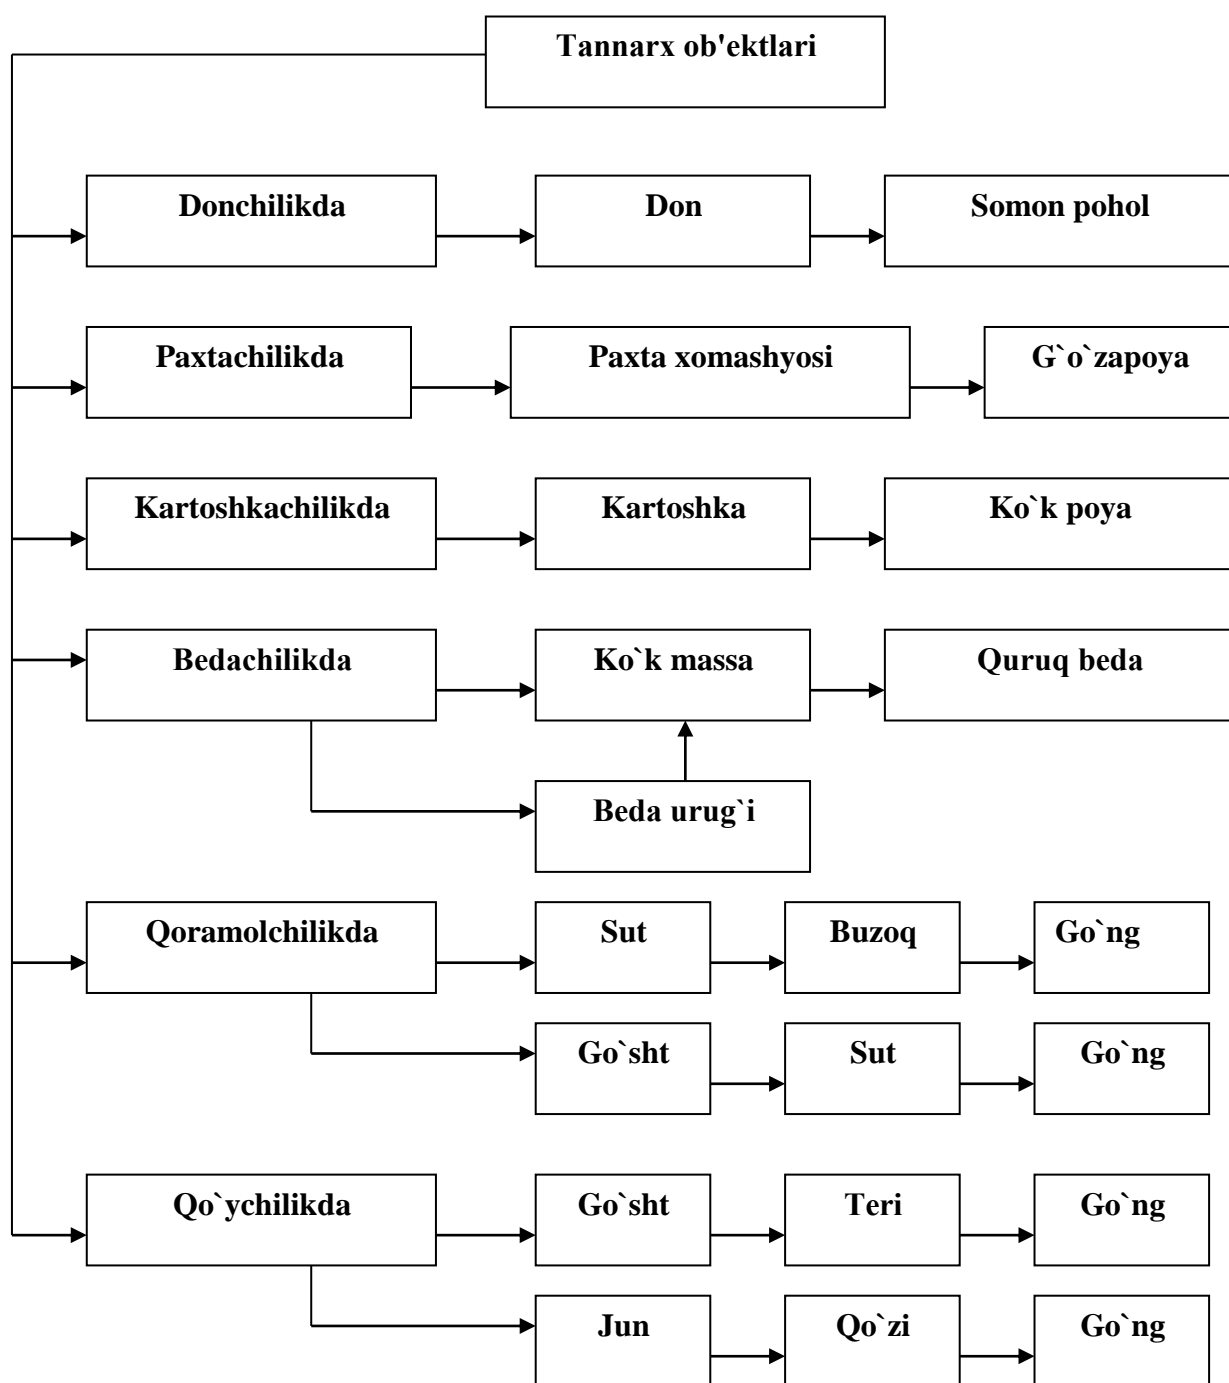 Tannarx ob'ektlari
Donchilikda
Don
Somon pohol
Paxtachilikda
Paxta xomashyosi
G`o`zapoya
Kartoshkachilikda
Kartoshka
Ko`k poya
Bedachilikda
Ko`k massa
Quruq beda
Beda urug`i
Qoramolchilikda
Sut
Buzoq
Go`ng
Go`sht
Sut
Go`ng
Qo`ychilikda
Go`sht
Teri
Go`ng
Jun
Qo`zi
Go`ng